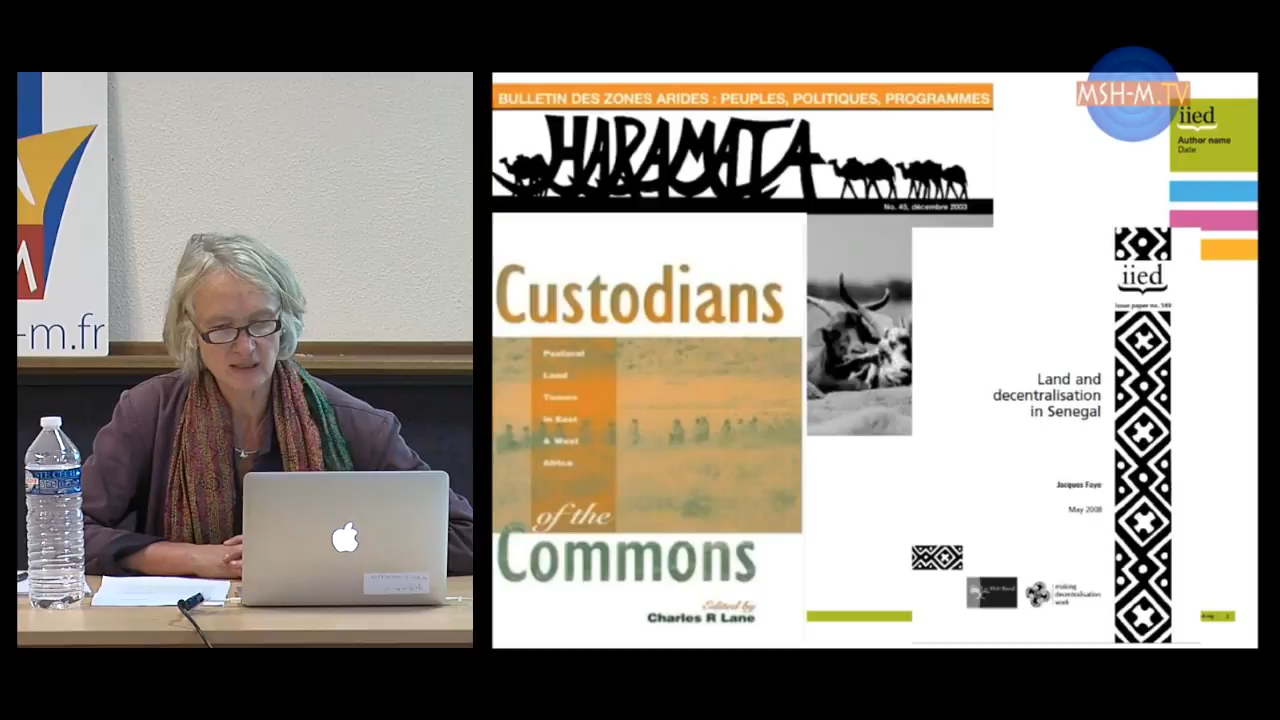 -m.fr
BULLETIN DES ZONES ARIDES : PEUPLES, POLITIQUES, PROGRAMMES
HARAMATA
No. 45, décembre 2003
MSH-M.TV
iied
Author name
Date
Custodians
Pastoral
Land
Tenure
in East
& West
Africa
of the
Commons
Edited by
Charles R Lane
iied
Land and
decentralisation
in Senegal
Jacques Faye
May 2008
making
decentralisation
work